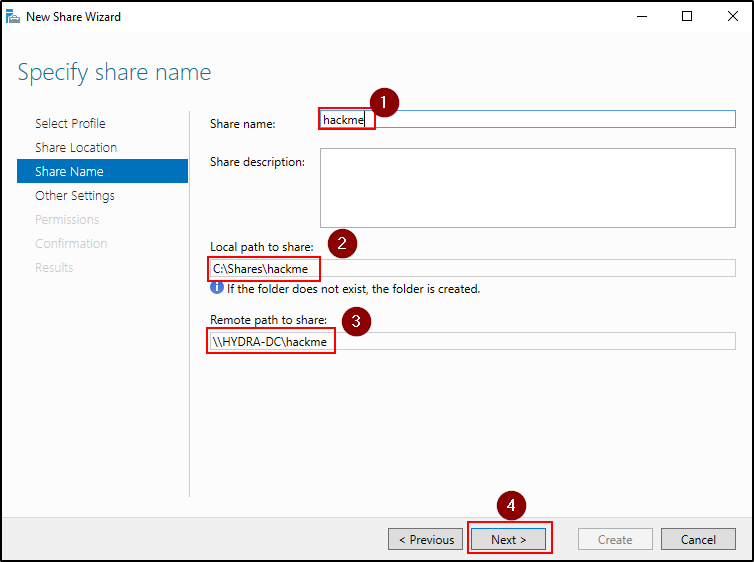 New Share Wizard
Specify share name
Select Profile
Share Location
Share Name
Other Settings
Permissions
Confirmation
Results
1
Share name: hackme
Share description:
Local path to share: 2
C:\Shares\hackme
i If the folder does not exist, the folder is created.
Remote path to share: 3
\\HYDRA-DC\hackme
4
< Previous Next > Create Cancel